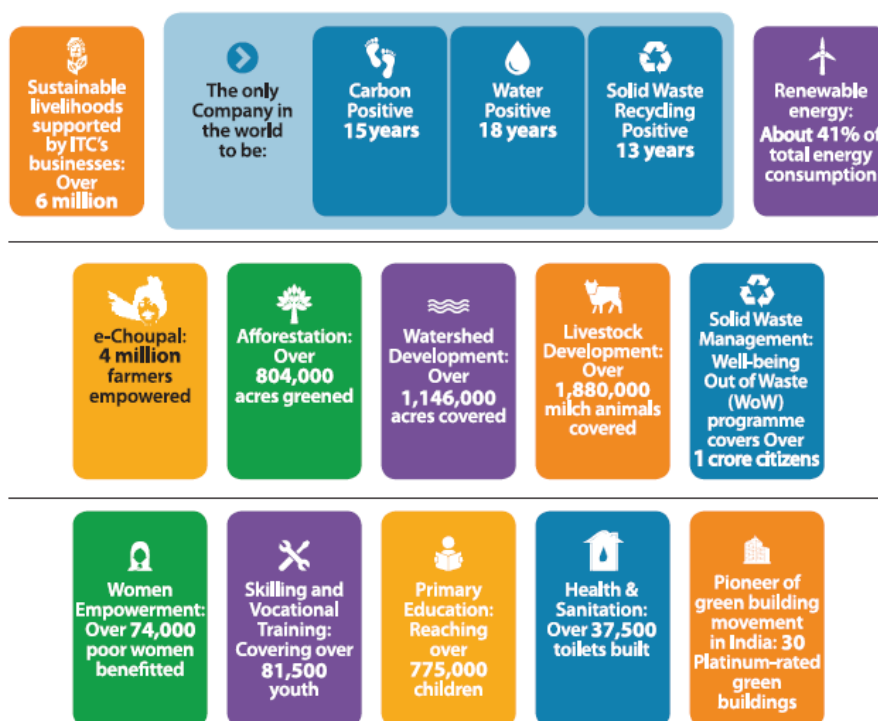 Sustainable
livelihoods
supported
by ITC's
businesses:
Over
6 million
The only
Company in
the world
to be:
Carbon
Positive
15 years
Water
Positive
18 years
Solid Waste
Recycling
Positive
13 years
Renewable
energy:
About 41% of
total energy
consumption
e-Choupal:
4 million
farmers
empowered
Afforestation:
Over
804,000
acres greened
Watershed
Development:
Over
1,146,000
acres covered
Livestock
Development:
Over
1,880,000
milch animals
covered
Solid Waste
Management:
Well-being
Out of Waste
(WoW)
programme
covers Over
1 crore citizens
Women
Empowerment:
Over 74,000
poor women
benefitted
Skilling and
Vocational
Training:
Covering over
81,500
youth
Primary
Education:
Reaching
over
775,000
children
Health &
Sanitation:
Over 37,500
toilets built
Pioneer of
green building
movement
in India: 30
Platinum-rated
green
buildings